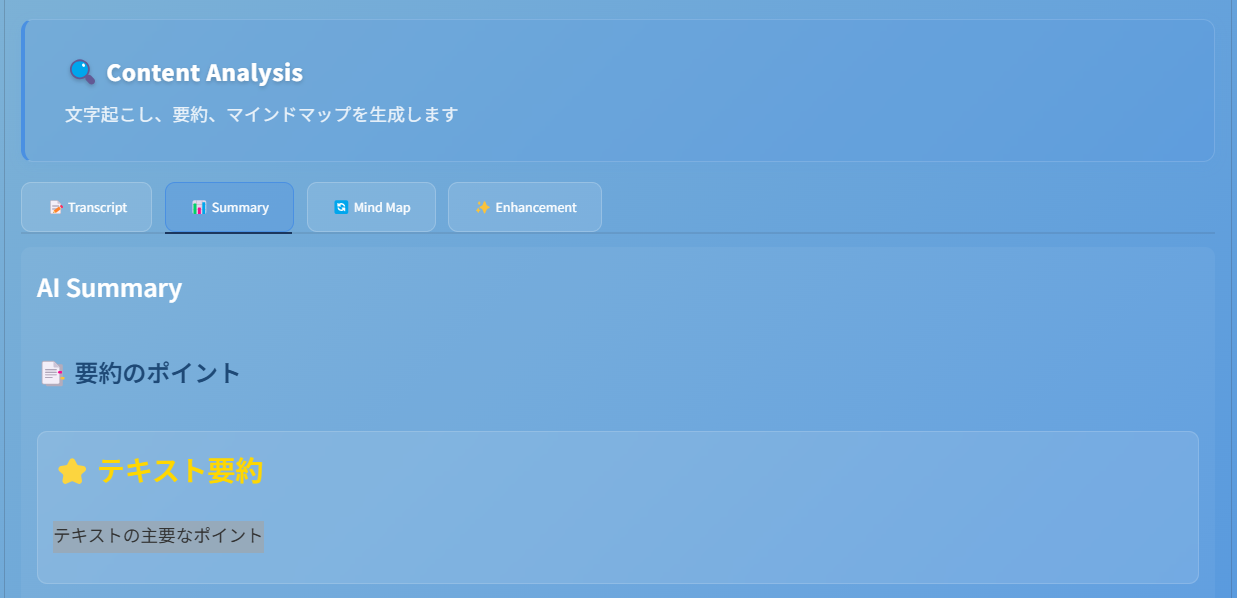 Content Analysis
文字起こし、要約、マインドマップを生成します
Transcript
Summary
Mind Map
Enhancement
AI Summary
要約のポイント
テキスト要約
テキストの主要なポイント